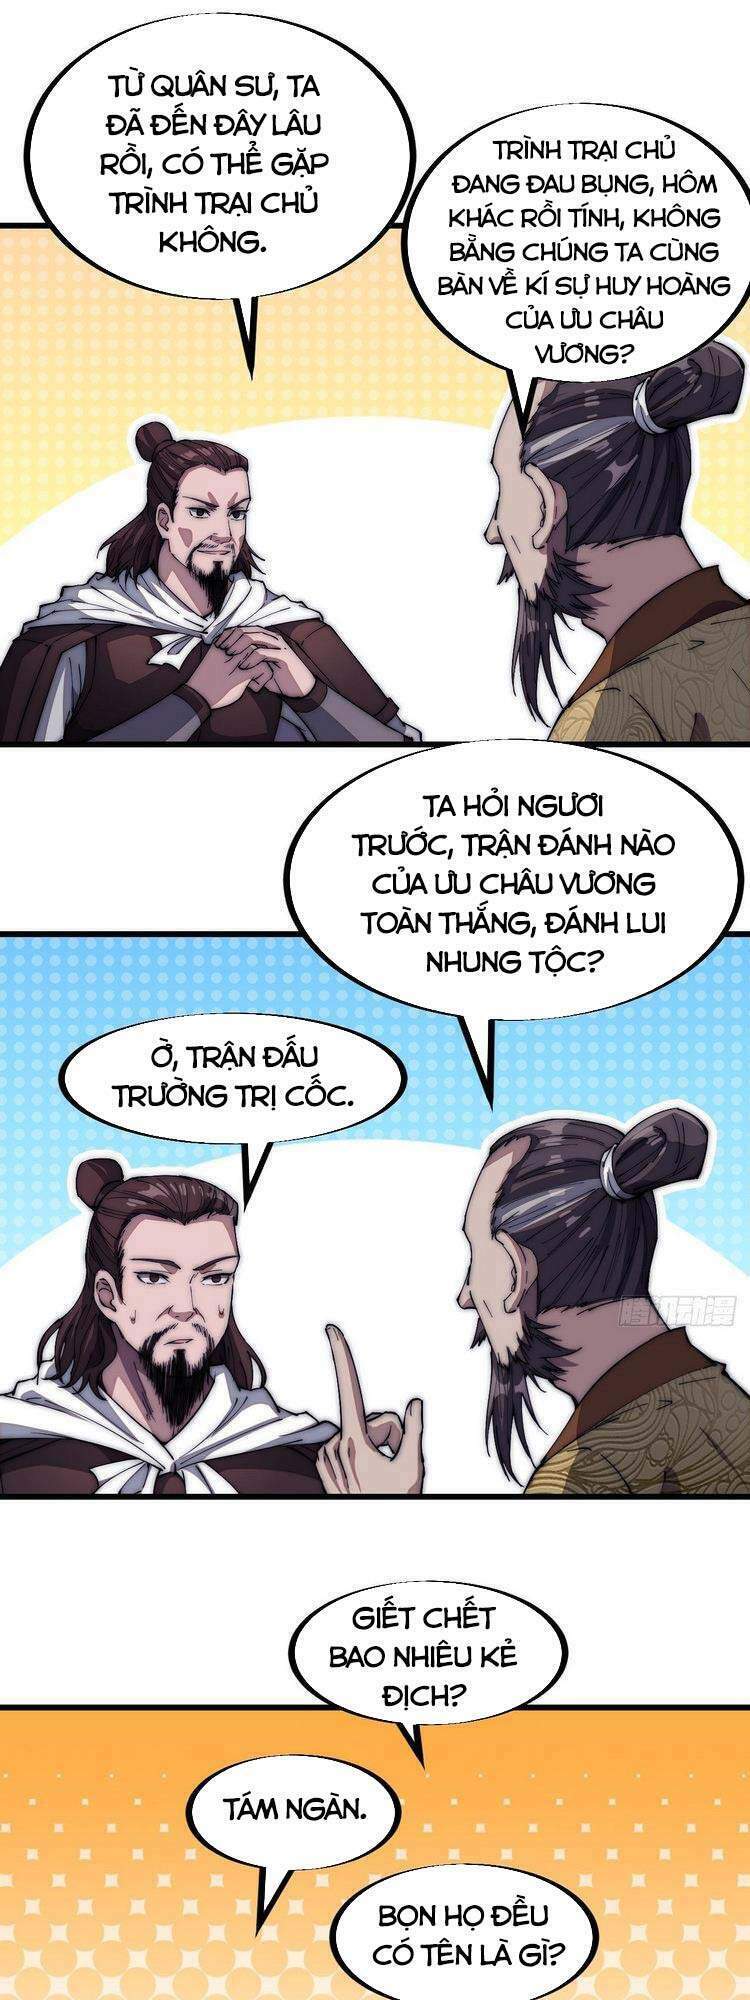 TỪ QUÂN SƯ, TA
ĐÃ ĐẾN ĐÂY LÂU
RỒI, CÓ THỂ GẶP
TRÌNH TRẠI CHỦ
KHÔNG.
TRÌNH TRẠI CHỦ
ĐANG ĐAU BỤNG, HÔM
KHÁC RỒI TÍNH, KHÔNG
BẰNG CHÚNG TA CÙNG
BÀN VỀ KÍ SỰ HUY HOÀNG
CỦA ƯU CHÂU
VƯƠNG?
TA HỎI NGƯƠI
TRƯỚC, TRẬN ĐÁNH NÀO
CỦA ƯU CHÂU VƯƠNG
TOÀN THẮNG, ĐÁNH LUI
NHUNG TỘC?
Ờ, TRẬN ĐẤU
TRƯỜNG TRỊ CỐC.
腾讯动漫
GIẾT CHẾT
BAO NHIÊU KẺ
ĐỊCH?
TÁM NGÀN.
BỌN HỌ ĐỀU
CÓ TÊN LÀ GÌ?